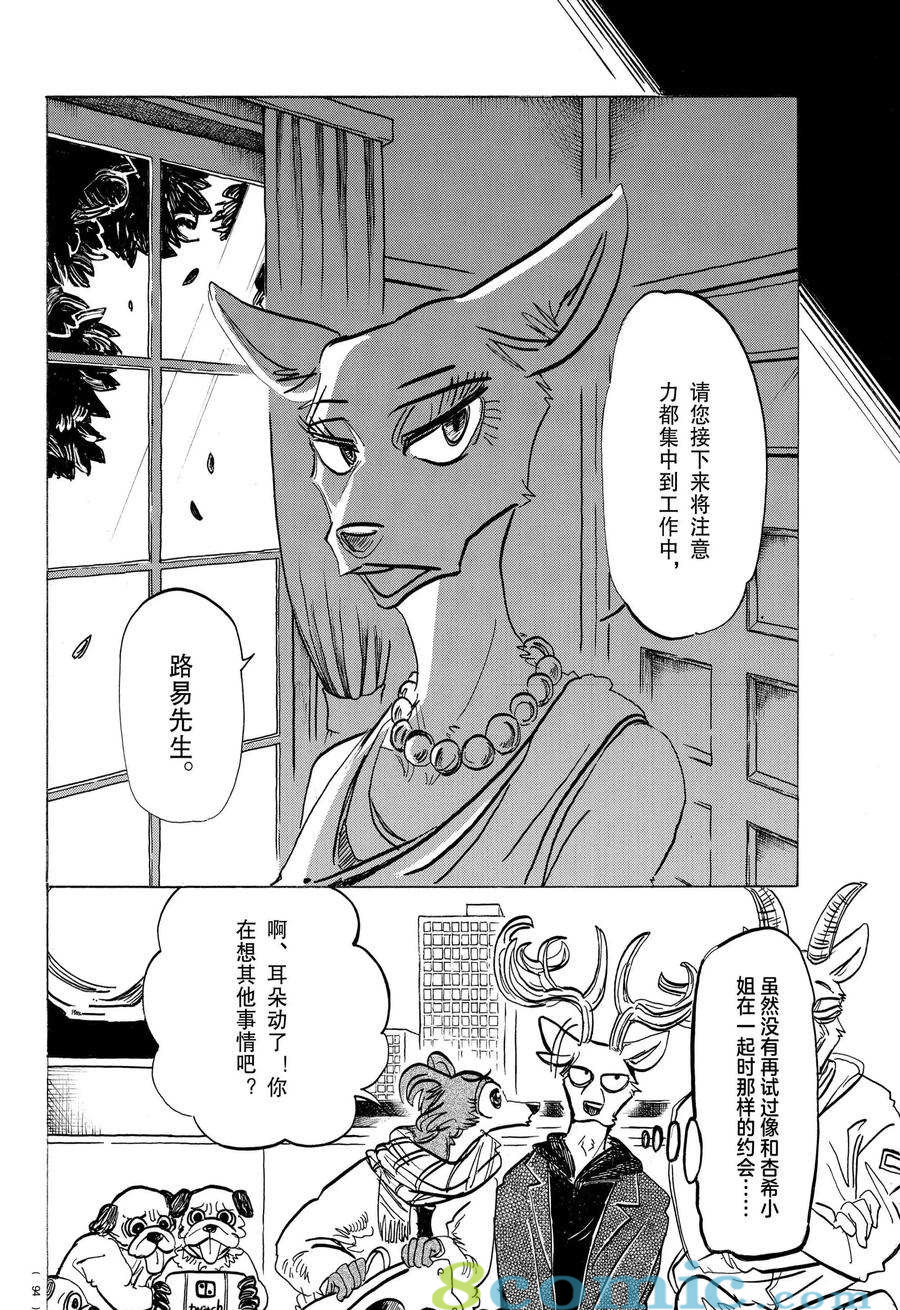 请您接下来将注意
力都集中到工作中，
路易先生。
虽然没有再试过像和杏希小
姐在一起时那样的约会……
啊、耳朵动了！你
在想其他事情吧？
( 94 )
8comic.com